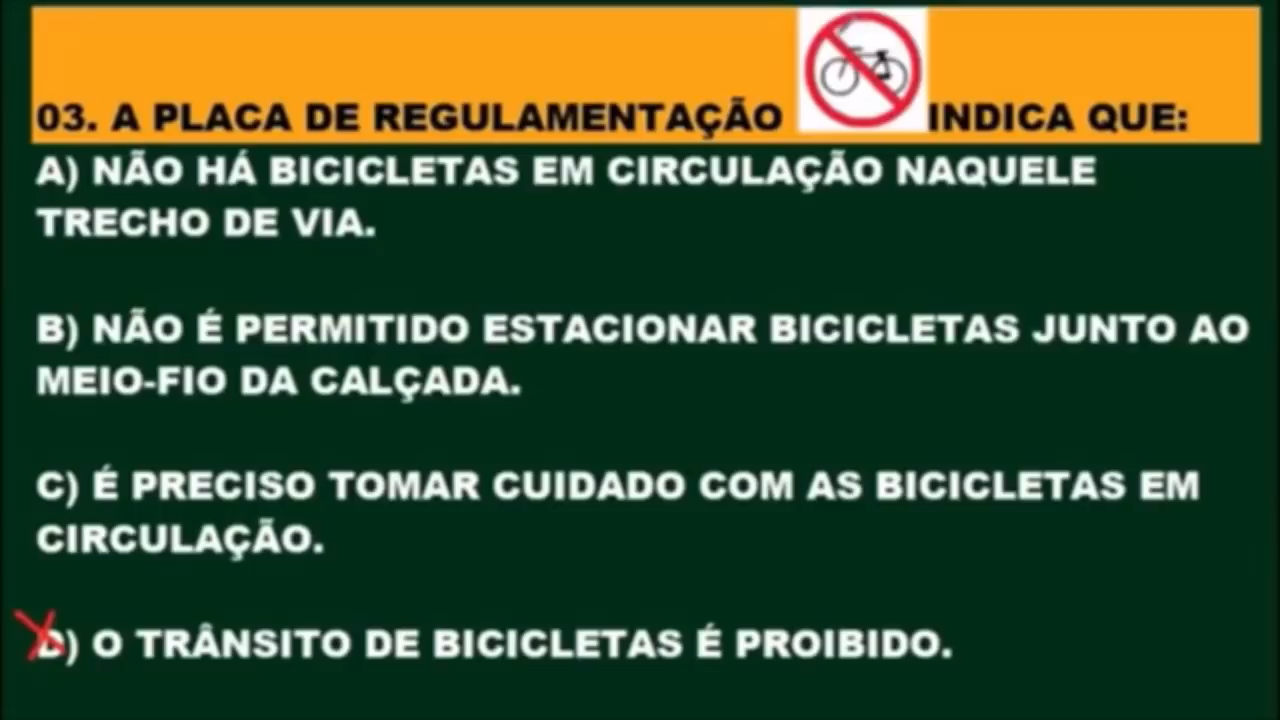 03. A PLACA DE REGULAMENTAÇÃO INDICA QUE:
A) NÃO HÁ BICICLETAS EM CIRCULAÇÃO NAQUELE
TRECHO DE VIA.
B) NÃO É PERMITIDO ESTACIONAR BICICLETAS JUNTO AO
MEIO-FIO DA CALÇADA.
C) É PRECISO TOMAR CUIDADO COM AS BICICLETAS EM
CIRCULAÇÃO.
D) O TRÂNSITO DE BICICLETAS É PROIBIDO.